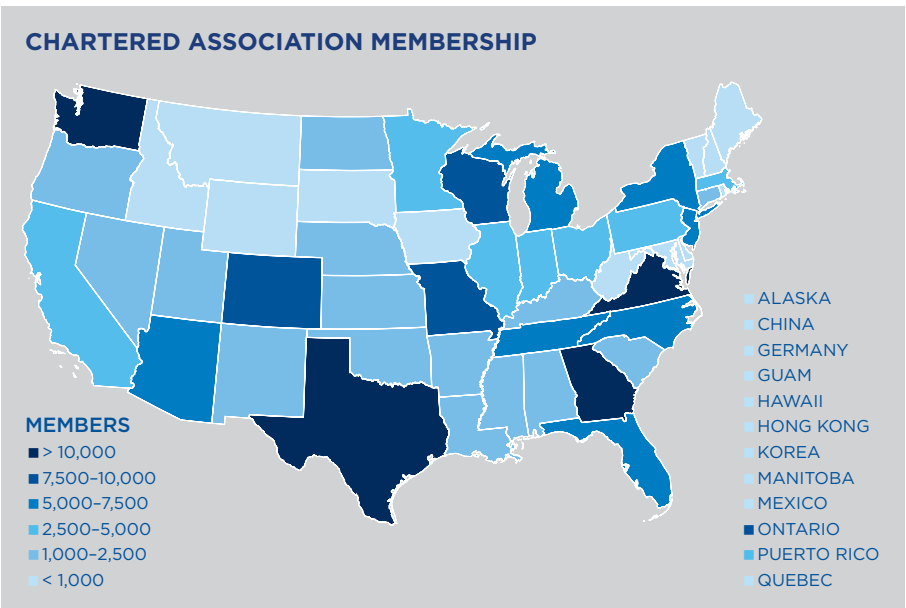 CHARTERED ASSOCIATION MEMBERSHIP
MEMBERS
> 10,000
7,500–10,000
5,000–7,500
2,500–5,000
1,000–2,500
< 1,000
ALASKA
CHINA
GERMANY
GUAM
HAWAII
HONG KONG
KOREA
MANITOBA
MEXICO
ONTARIO
PUERTO RICO
QUEBEC